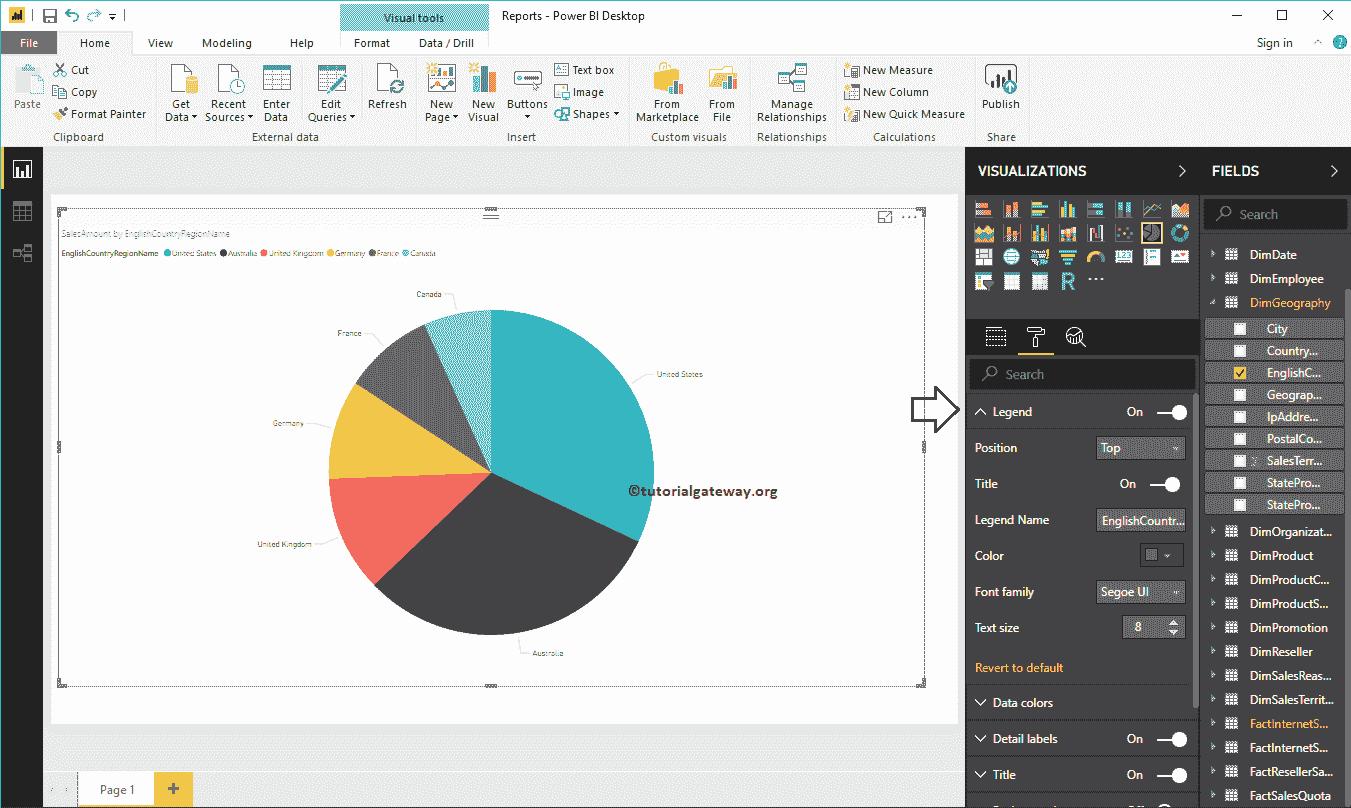 Visual tools
Reports - Power BI Desktop
File
Home
View
Modeling
Help
Format
Data / Drill
Sign in
Paste
Cut
Copy
Format Painter
Clipboard
Get Data
Recent Sources
Enter Data
Edit Queries
External data
Refresh
New Page
New Visual
Buttons
Text box
Image
Shapes
Insert
From Marketplace
From File
Custom visuals
Manage Relationships
Relationships
New Measure
New Column
New Quick Measure
Calculations
Publish
Share
SalesAmount by EnglishCountryRegionName
EnglishCountryRegionName United States Australia United Kingdom Germany France Canada
Canada
France
United States
Germany
©tutorialgateway.org
United Kingdom
Australia
Page 1
+
VISUALIZATIONS
123
R
Search
Legend On
Position Top
Title On
Legend Name EnglishCountr...
Color
Font family Segoe UI
Text size 8
Revert to default
Data colors
Detail labels On
Title On
FIELDS
Search
DimDate
DimEmployee
DimGeography
City
Country...
EnglishC...
Geograp...
IpAddre...
PostalCo...
SalesTerr...
StatePro...
StatePro...
DimOrganizat...
DimProduct
DimProductC...
DimProductS...
DimPromotion
DimReseller
DimSalesReas...
DimSalesTerrit...
FactInternetS...
FactInternetS...
FactResellerSa...
FactSalesQuota